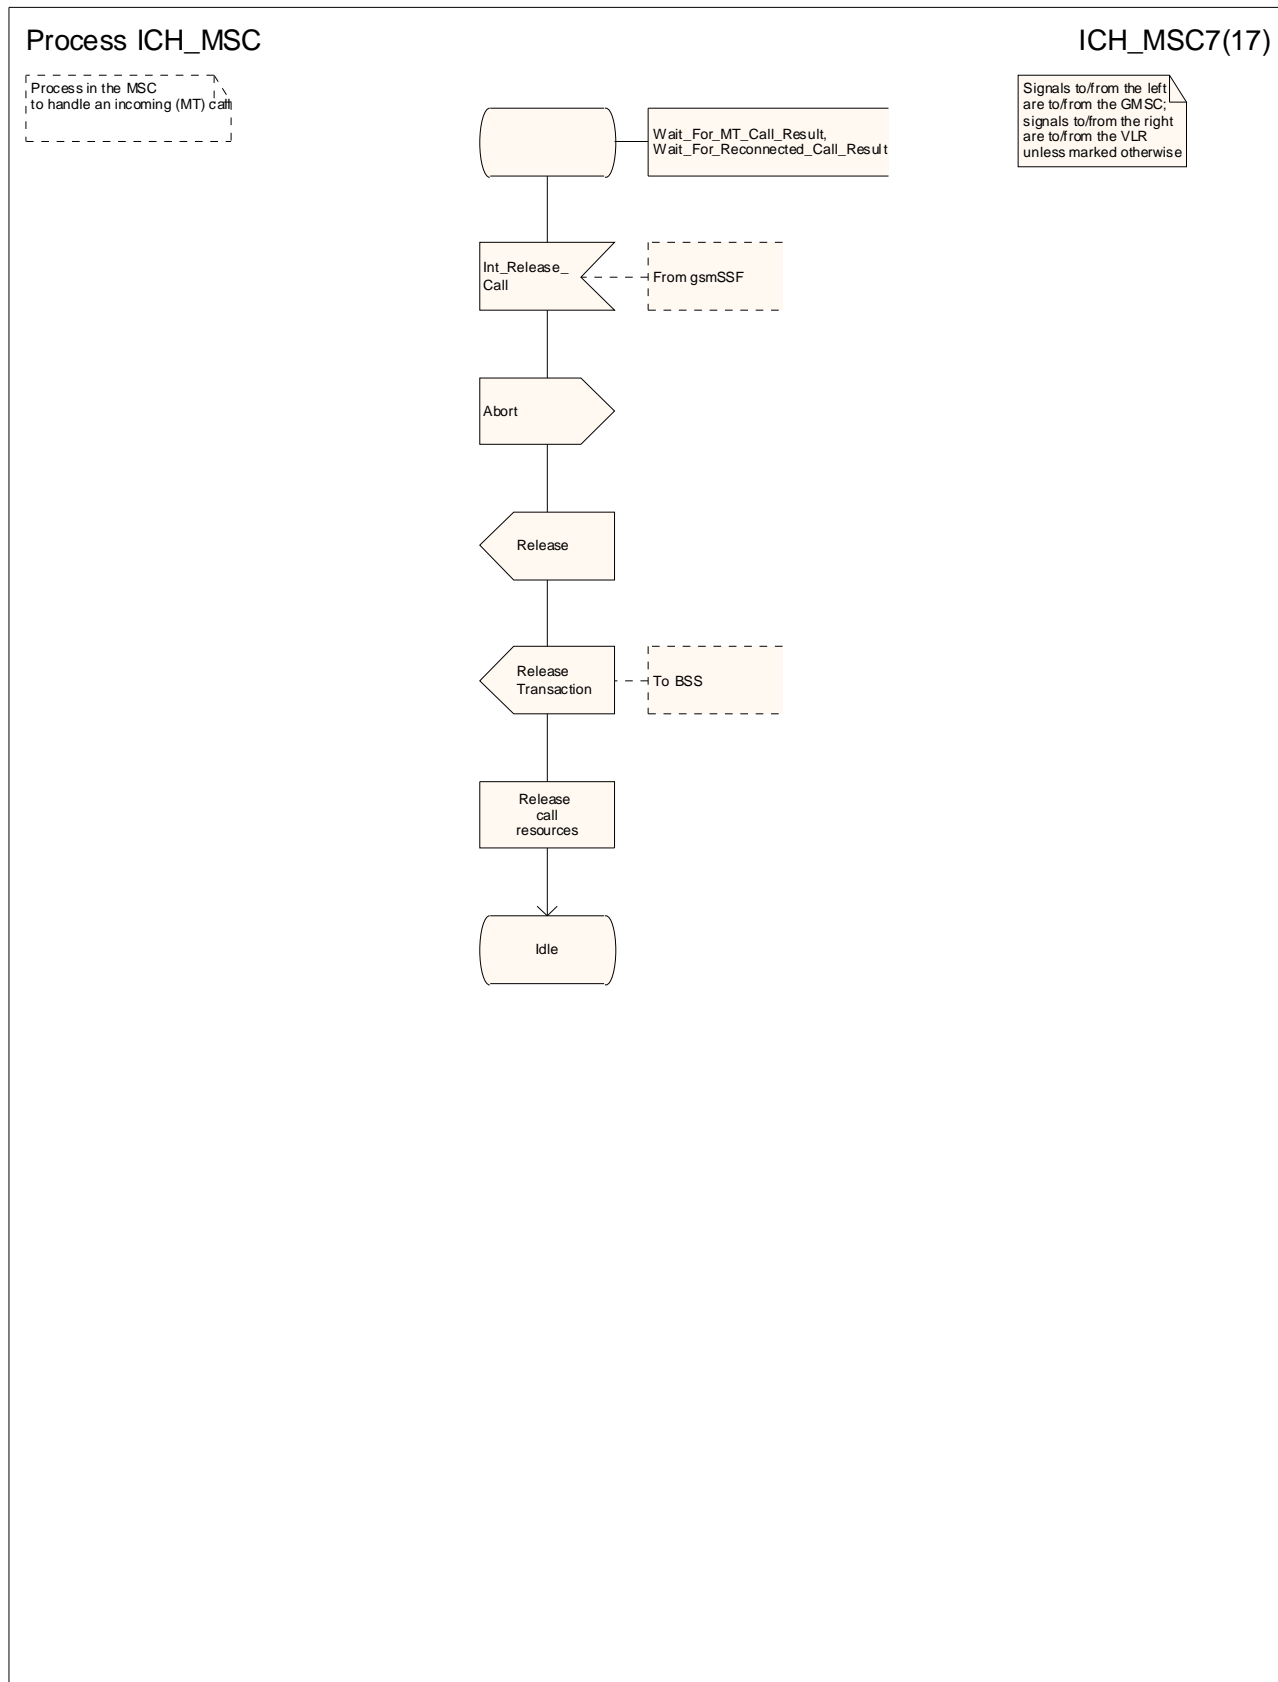 Process ICH_MSC
ICH_MSC7(17)
Process in the MSC
to handle an incoming (MT) call
Signals to/from the left
are to/from the GMSC;
signals to/from the right
are to/from the VLR
unless marked otherwise
Wait_For_MT_Call_Result,
Wait_For_Reconnected_Call_Result
Int_Release_
Call
From gsmSSF
Abort
Release
Release
Transaction
To BSS
Release
call
resources
Idle